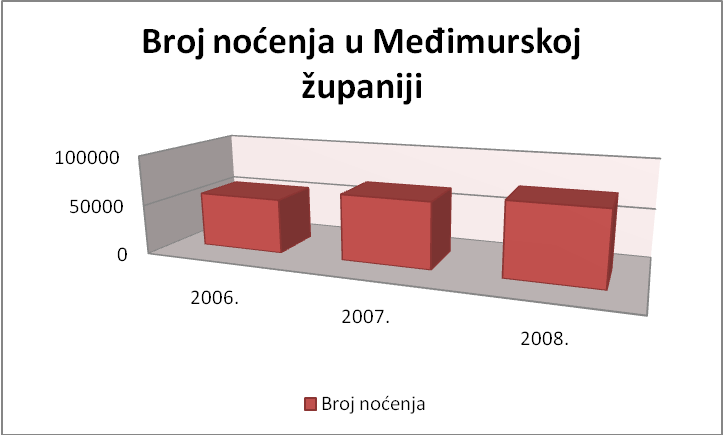 Broj noćenja u Međimurskoj
županiji
100000
50000
0
2006.
2007.
2008.
Broj noćenja